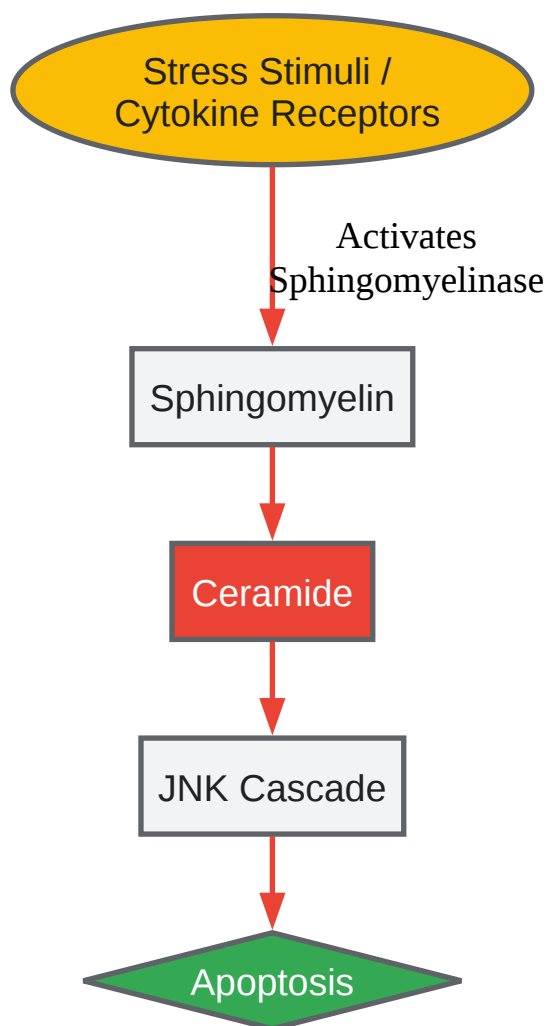 Stress Stimuli /
Cytokine Receptors
Activates
Sphingomyelinase
Sphingomyelin
Ceramide
JNK Cascade
Apoptosis